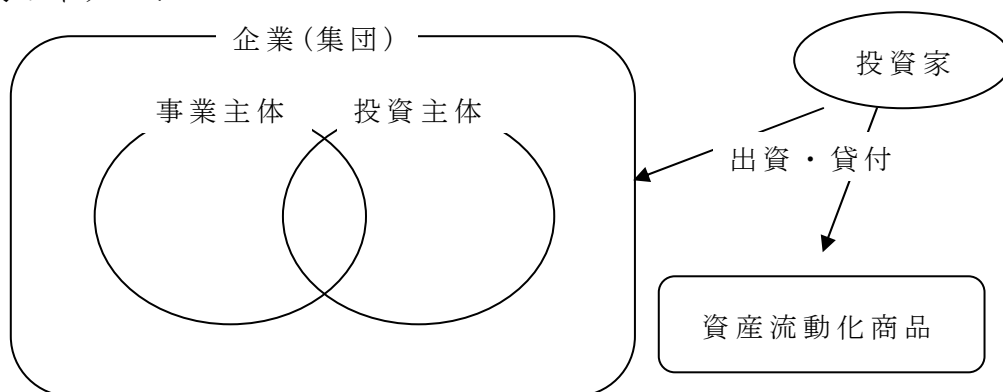 企業(集団)
投資家
事業主体
投資主体
出資・貸付
資産流動化商品